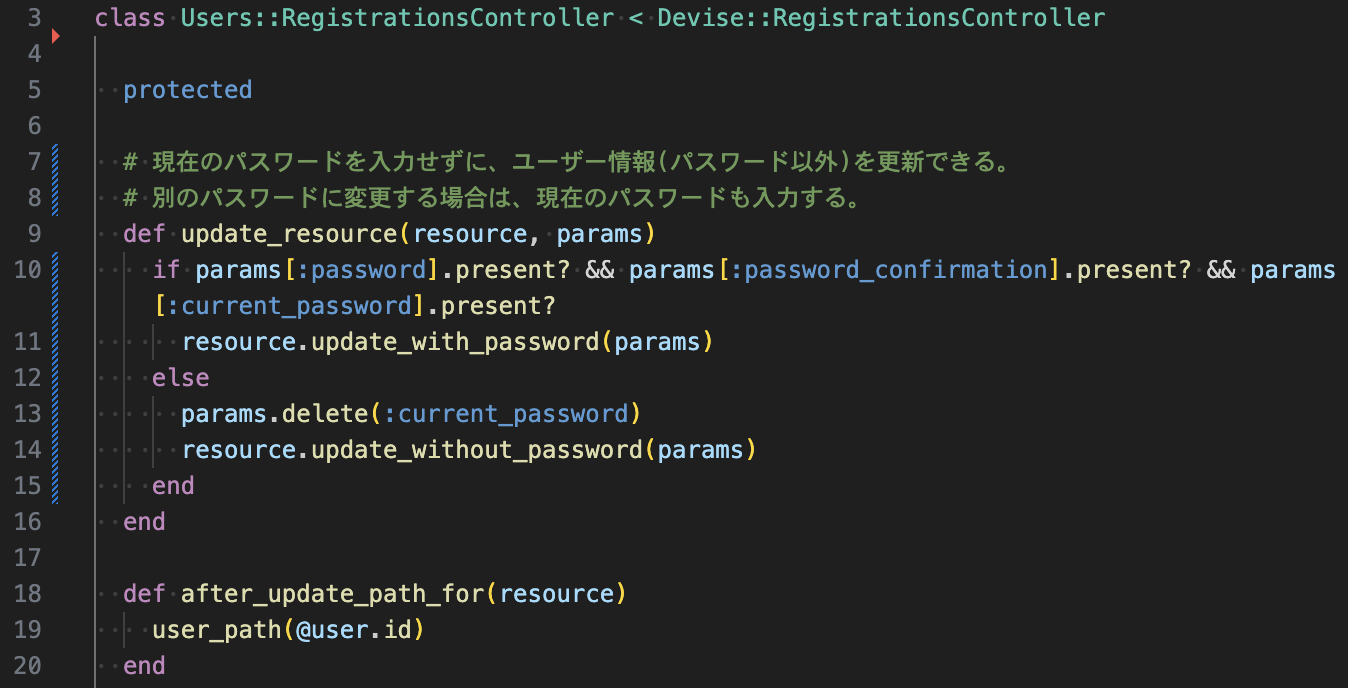 3 class Users::RegistrationsController < Devise::RegistrationsController
4
5 protected
6
7 # 現在のパスワードを入力せずに、ユーザー情報(パスワード以外)を更新できる。
8 # 別のパスワードに変更する場合は、現在のパスワードも入力する。
9 def update_resource(resource, params)
10 if params[:password].present? && params[:password_confirmation].present? && params
[:current_password].present?
11 resource.update_with_password(params)
12 else
13 params.delete(:current_password)
14 resource.update_without_password(params)
15 end
16 end
17
18 def after_update_path_for(resource)
19 user_path(@user.id)
20 end